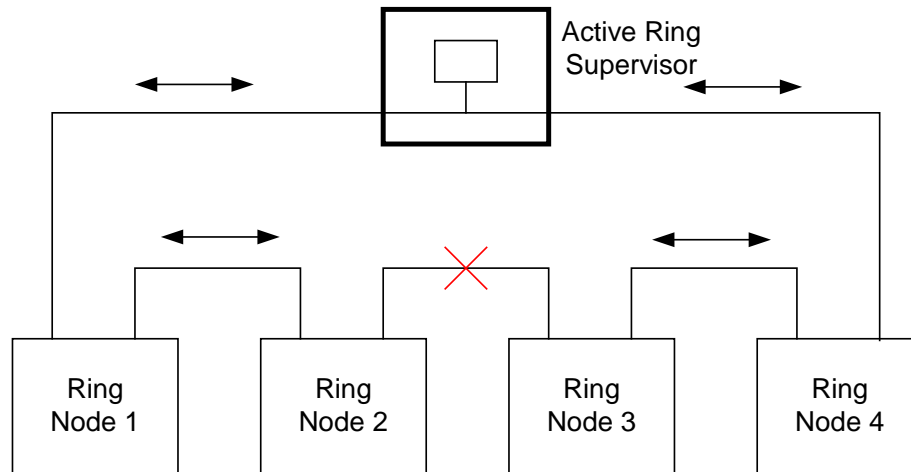 Active Ring
Supervisor
Ring
Node 1
Ring
Node 2
Ring
Node 3
Ring
Node 4